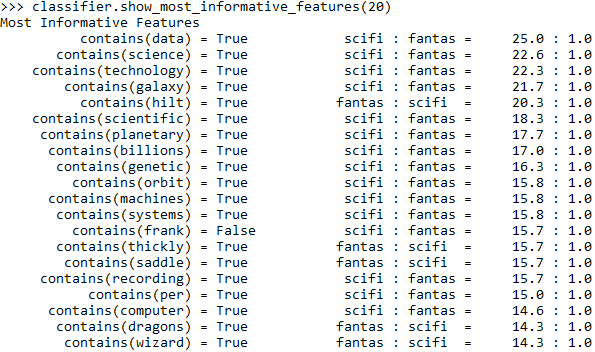 >>> classifier.show_most_informative_features(20)
Most Informative Features
contains(data) = True scifi : fantas = 25.0 : 1.0
contains(science) = True scifi : fantas = 22.6 : 1.0
contains(technology) = True scifi : fantas = 22.3 : 1.0
contains(galaxy) = True scifi : fantas = 21.7 : 1.0
contains(hilt) = True fantas : scifi = 20.3 : 1.0
contains(scientific) = True scifi : fantas = 18.3 : 1.0
contains(planetary) = True scifi : fantas = 17.7 : 1.0
contains(billions) = True scifi : fantas = 17.0 : 1.0
contains(genetic) = True scifi : fantas = 16.3 : 1.0
contains(orbit) = True scifi : fantas = 15.8 : 1.0
contains(machines) = True scifi : fantas = 15.8 : 1.0
contains(systems) = True scifi : fantas = 15.8 : 1.0
contains(frank) = False scifi : fantas = 15.7 : 1.0
contains(thickly) = True fantas : scifi = 15.7 : 1.0
contains(saddle) = True fantas : scifi = 15.7 : 1.0
contains(recording) = True scifi : fantas = 15.7 : 1.0
contains(per) = True scifi : fantas = 15.0 : 1.0
contains(computer) = True scifi : fantas = 14.6 : 1.0
contains(dragons) = True fantas : scifi = 14.3 : 1.0
contains(wizard) = True fantas : scifi = 14.3 : 1.0